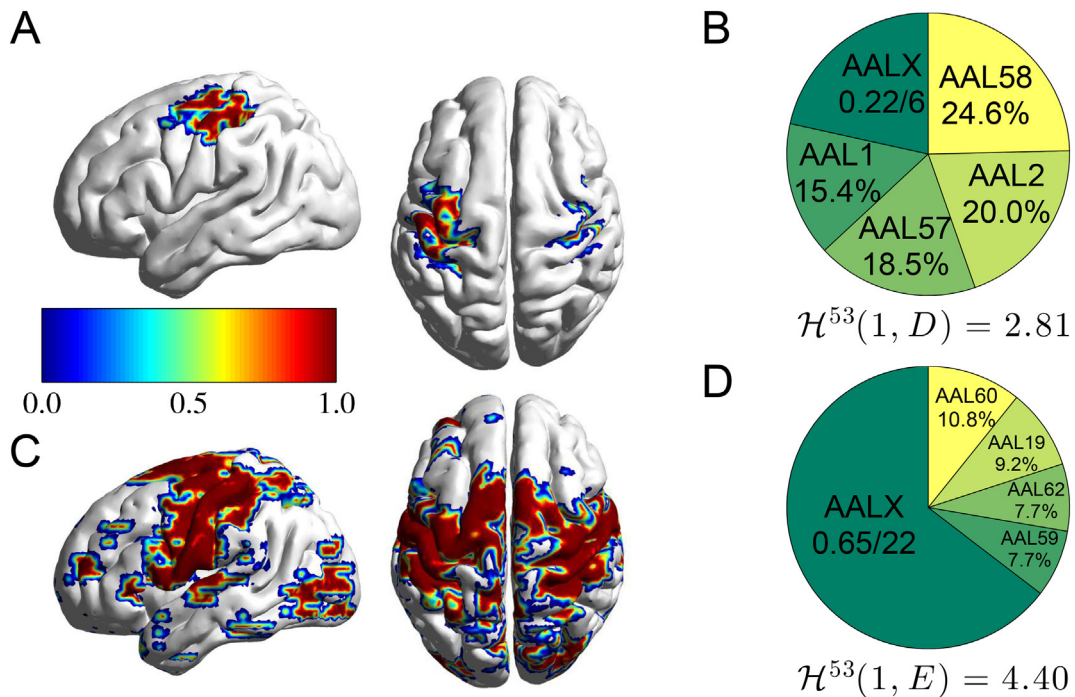 A
B
AALX
0.22/6
AAL58
24.6%
AAL1
15.4%
AAL2
20.0%
AAL57
18.5%
ℋ⁵³(1, D) = 2.81
0.0 0.5 1.0
C
D
AAL60
10.8%
AAL19
9.2%
AAL62
7.7%
AAL59
7.7%
AALX
0.65/22
ℋ⁵³(1, E) = 4.40